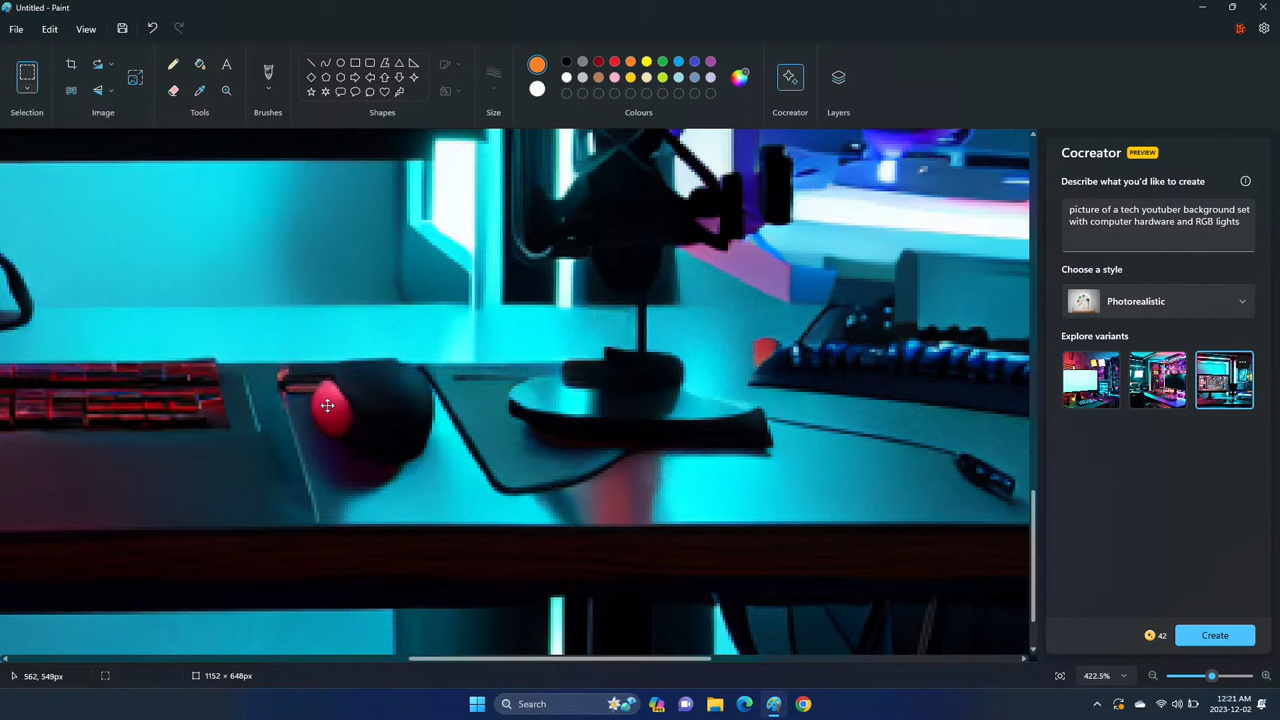 Untitled - Paint
File Edit View
Selection Image Tools Brushes Shapes Size Colours Cocreator Layers
Cocreator PREVIEW
Describe what you'd like to create
picture of a tech youtuber background set
with computer hardware and RGB lights
Choose a style
Photorealistic
Explore variants
42 Create
562, 549px 1152 × 648px 422.5%
Search
12:21 AM
2023-12-02